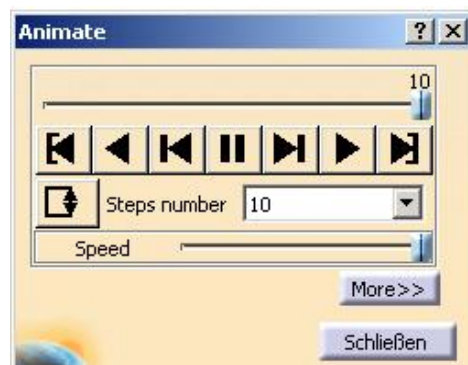 Animate
10
Steps number 10
Speed
More>>
Schließen